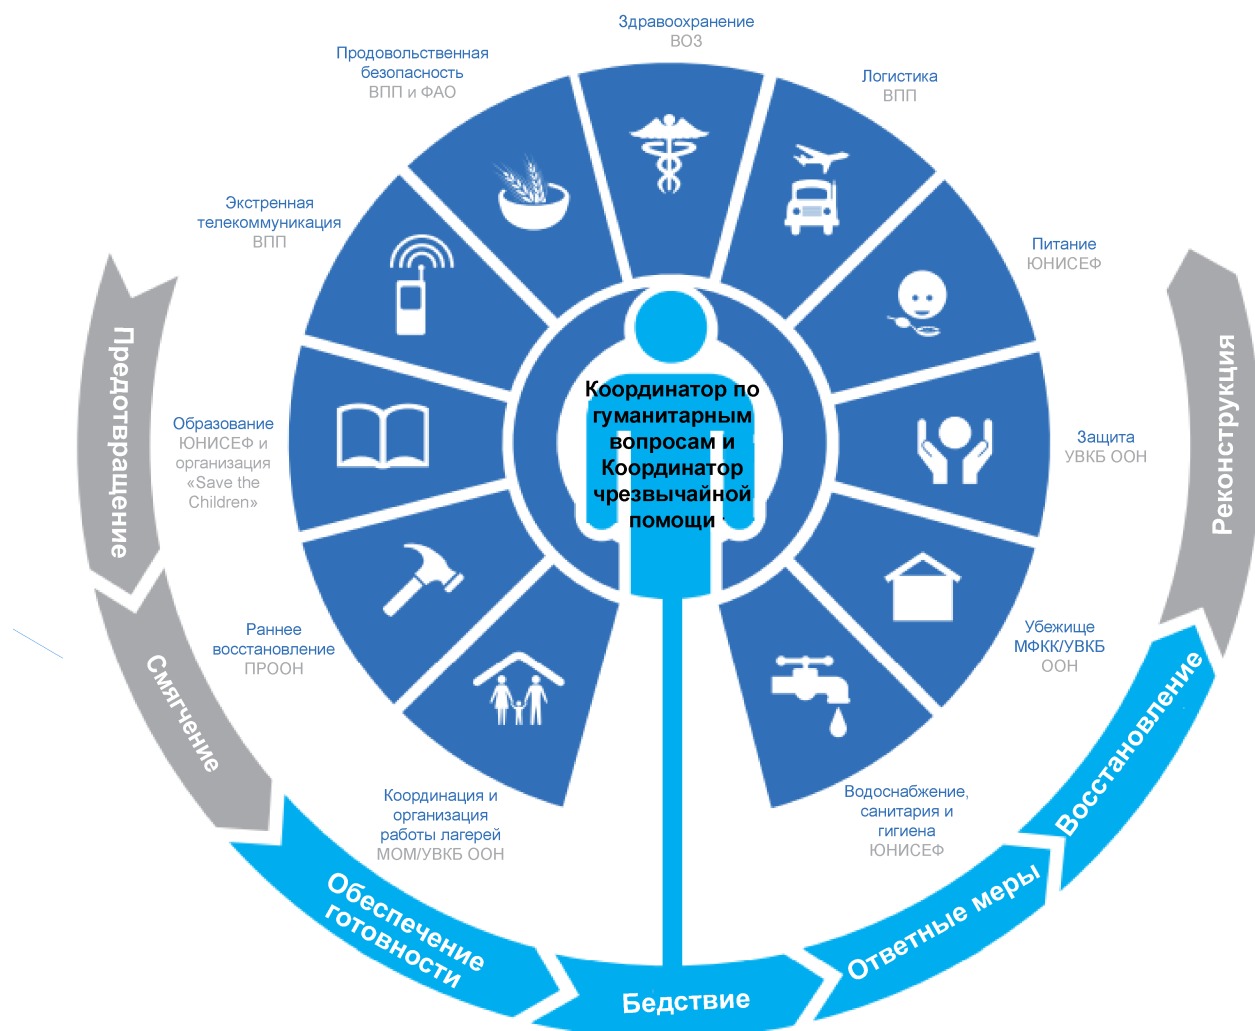 Здравоохранение
ВОЗ
Продовольственная
безопасность
ВПП и ФАО
Логистика
ВПП
Экстренная
телекоммуникация
ВПП
Питание
ЮНИСЕФ
Образование
ЮНИСЕФ и
организация
«Save the
Children»
Координатор по
гуманитарным
вопросам и
Координатор
чрезвычайной
помощи
Защита
УВКБ ООН
Раннее
восстановление
ПРООН
Убежище
МФКК/УВКБ
ООН
Координация и
организация
работы лагерей
МОМ/УВКБ ООН
Водоснабжение,
санитария и
гигиена
ЮНИСЕФ
Предотвращение
Смягчение
Обеспечение
готовности
Бедствие
Ответные меры
Восстановление
Реконструкция